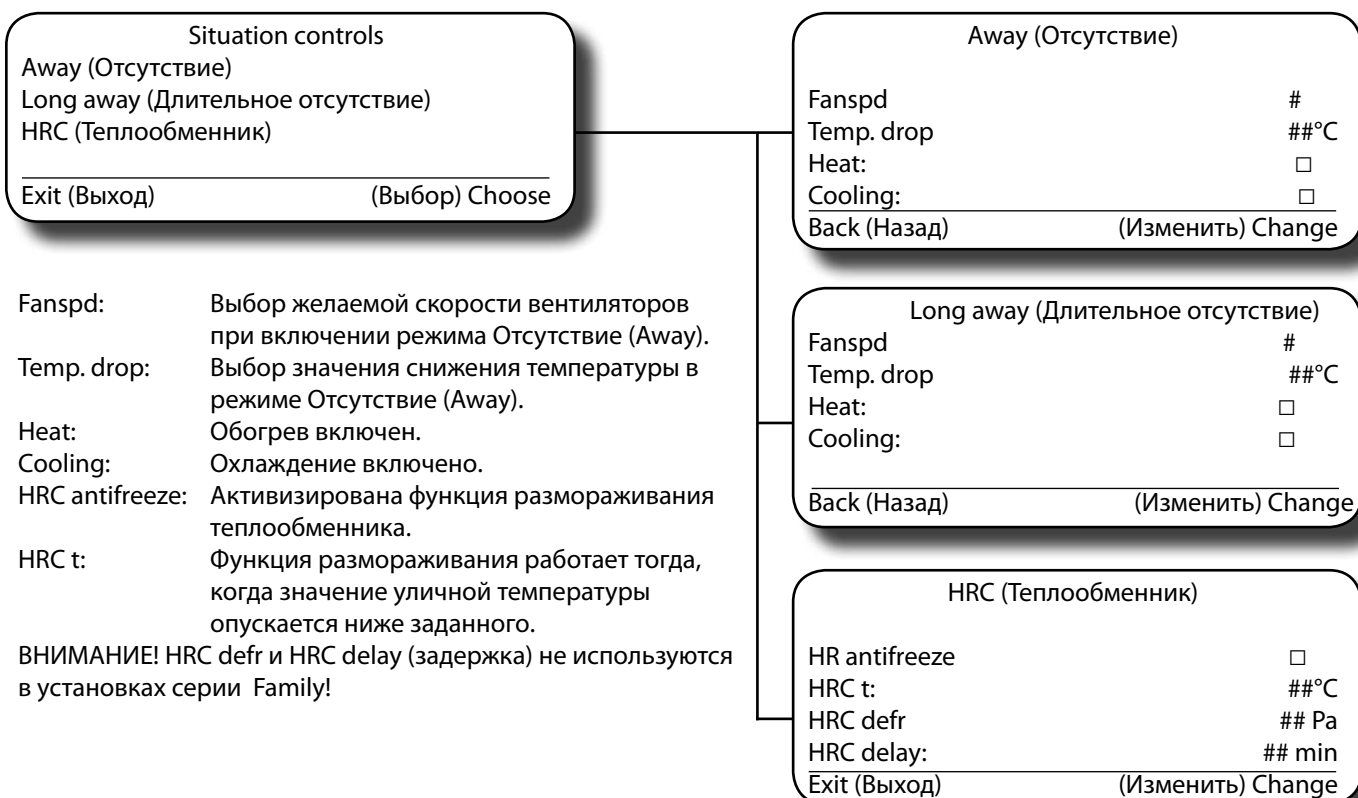 Situation controls
Away (Отсутствие)
Long away (Длительное отсутствие)
HRC (Теплообменник)
Exit (Выход) (Выбор) Choose
Away (Отсутствие)
Fanspd #
Temp. drop ##°C
Heat: □
Cooling: □
Back (Назад) (Изменить) Change
Fanspd: Выбор желаемой скорости вентиляторов
при включении режима Отсутствие (Away).
Temp. drop: Выбор значения снижения температуры в
режиме Отсутствие (Away).
Heat: Обогрев включен.
Cooling: Охлаждение включено.
HRC antifreeze: Активизирована функция размораживания
теплообменника.
HRC t: Функция размораживания работает тогда,
когда значение уличной температуры
опускается ниже заданного.
ВНИМАНИЕ! HRC defr и HRC delay (задержка) не используются
в установках серии Family!
Long away (Длительное отсутствие)
Fanspd #
Temp. drop ##°C
Heat: □
Cooling: □
Back (Назад) (Изменить) Change
HRC (Теплообменник)
HR antifreeze □
HRC t: ##°C
HRC defr ## Pa
HRC delay: ## min
Exit (Выход) (Изменить) Change